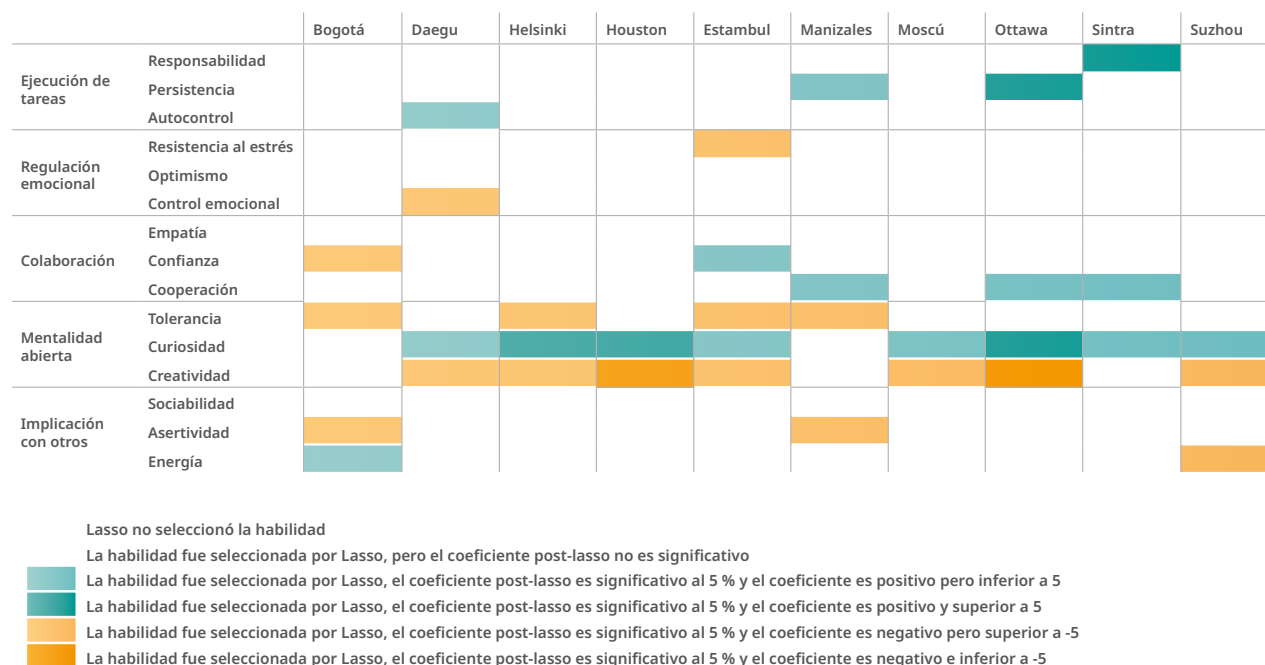 Bogotá Daegu Helsinki Houston Estambul Manizales Moscú Ottawa Sintra Suzhou
Ejecución de
tareas
Responsabilidad
Persistencia
Autocontrol
Regulación
emocional
Resistencia al estrés
Optimismo
Control emocional
Colaboración
Empatía
Confianza
Cooperación
Mentalidad
abierta
Tolerancia
Curiosidad
Creatividad
Implicación
con otros
Sociabilidad
Asertividad
Energía
Lasso no seleccionó la habilidad
La habilidad fue seleccionada por Lasso, pero el coeficiente post-lasso no es significativo
La habilidad fue seleccionada por Lasso, el coeficiente post-lasso es significativo al 5 % y el coeficiente es positivo pero inferior a 5
La habilidad fue seleccionada por Lasso, el coeficiente post-lasso es significativo al 5 % y el coeficiente es positivo y superior a 5
La habilidad fue seleccionada por Lasso, el coeficiente post-lasso es significativo al 5 % y el coeficiente es negativo pero superior a -5
La habilidad fue seleccionada por Lasso, el coeficiente post-lasso es significativo al 5 % y el coeficiente es negativo e inferior a -5